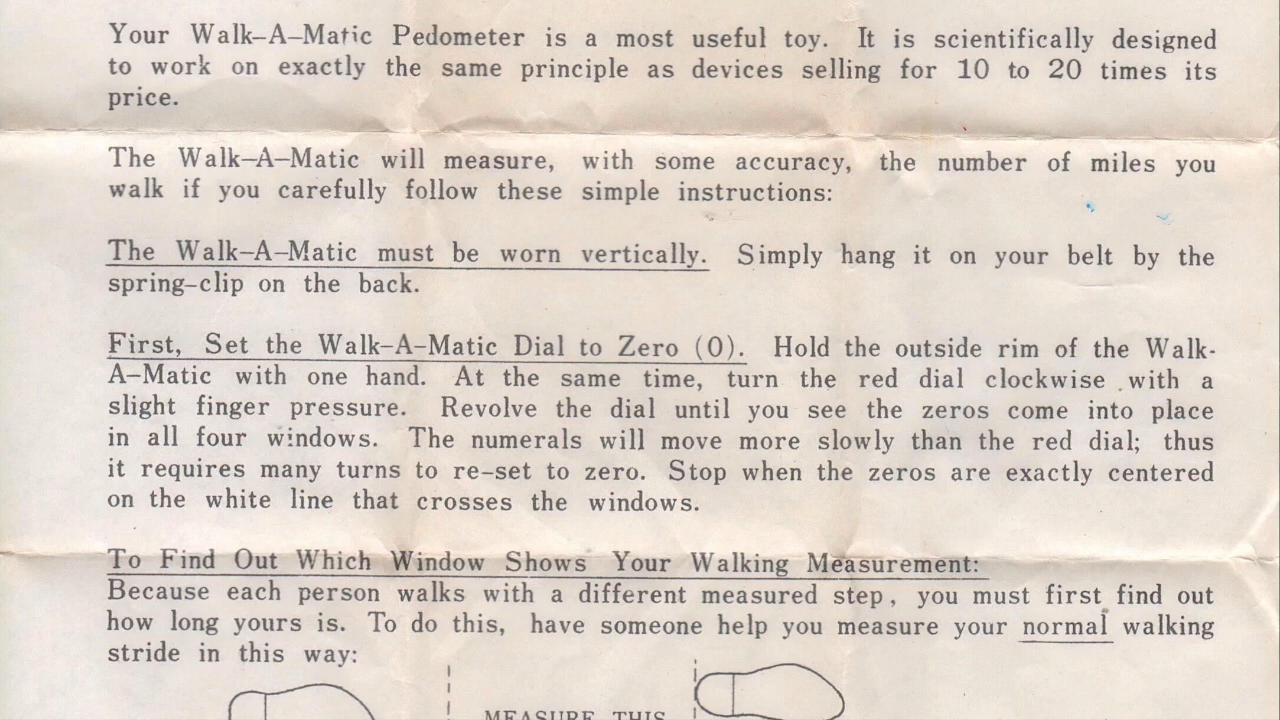 Your Walk-A-Matic Pedometer is a most useful toy. It is scientifically designed
to work on exactly the same principle as devices selling for 10 to 20 times its
price.
The Walk-A-Matic will measure, with some accuracy, the number of miles you
walk if you carefully follow these simple instructions:
The Walk-A-Matic must be worn vertically. Simply hang it on your belt by the
spring-clip on the back.
First, Set the Walk-A-Matic Dial to Zero (0). Hold the outside rim of the Walk-
A-Matic with one hand. At the same time, turn the red dial clockwise with a
slight finger pressure. Revolve the dial until you see the zeros come into place
in all four windows. The numerals will move more slowly than the red dial; thus
it requires many turns to re-set to zero. Stop when the zeros are exactly centered
on the white line that crosses the windows.
To Find Out Which Window Shows Your Walking Measurement:
Because each person walks with a different measured step, you must first find out
how long yours is. To do this, have someone help you measure your normal walking
stride in this way:
MEASURE THIS